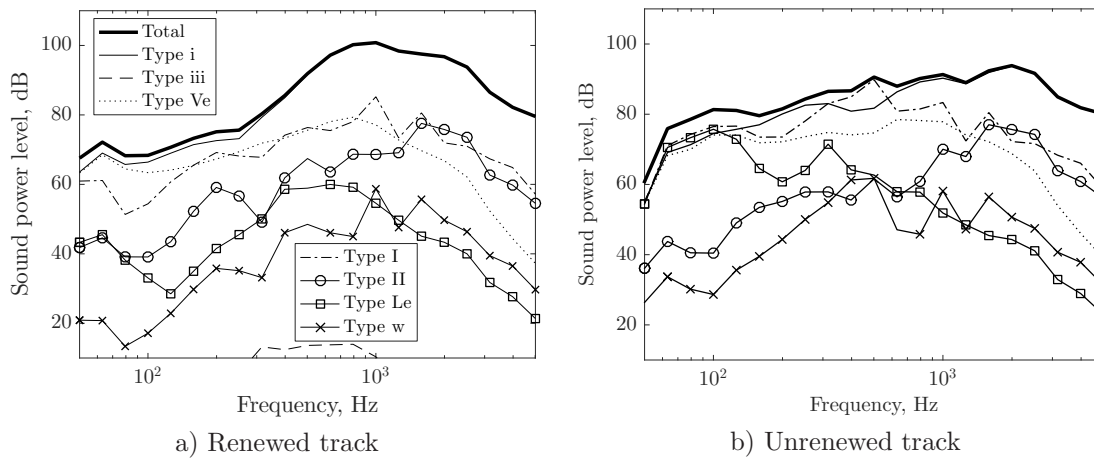 Sound power level, dB
100
80
60
40
20
Total
Type i
Type iii
Type Ve
Type I
Type II
Type Le
Type w
10²
10³
Frequency, Hz
a) Renewed track
Sound power level, dB
100
80
60
40
20
10²
10³
Frequency, Hz
b) Unrenewed track